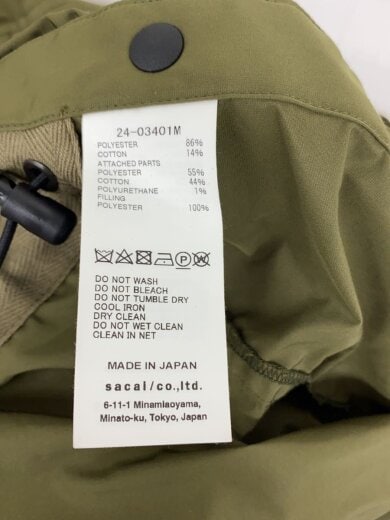 24-03401M
POLYESTER 86%
COTTON 14%
ATTACHED PARTS
POLYESTER 55%
COTTON 44%
POLYURETHANE 1%
FILLING
POLYESTER 100%
P W
DO NOT WASH
DO NOT BLEACH
DO NOT TUMBLE DRY
COOL IRON
DRY CLEAN
DO NOT WET CLEAN
CLEAN IN NET
MADE IN JAPAN
sacai/co.,ltd.
6-11-1 Minamiaoyama,
Minato-ku, Tokyo, Japan